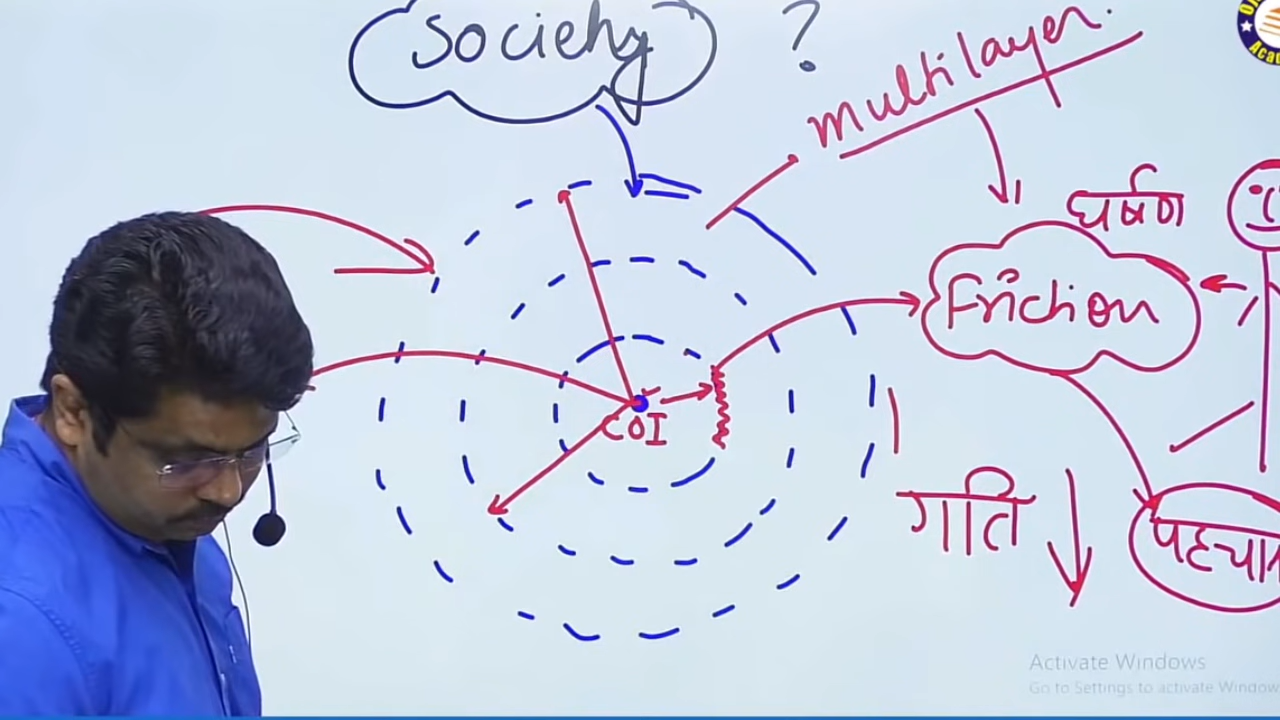 Society ?
multilayer.
घर्षण
Friction
COI
गति
पहचान
Activate Windows
Go to Settings to activate Window